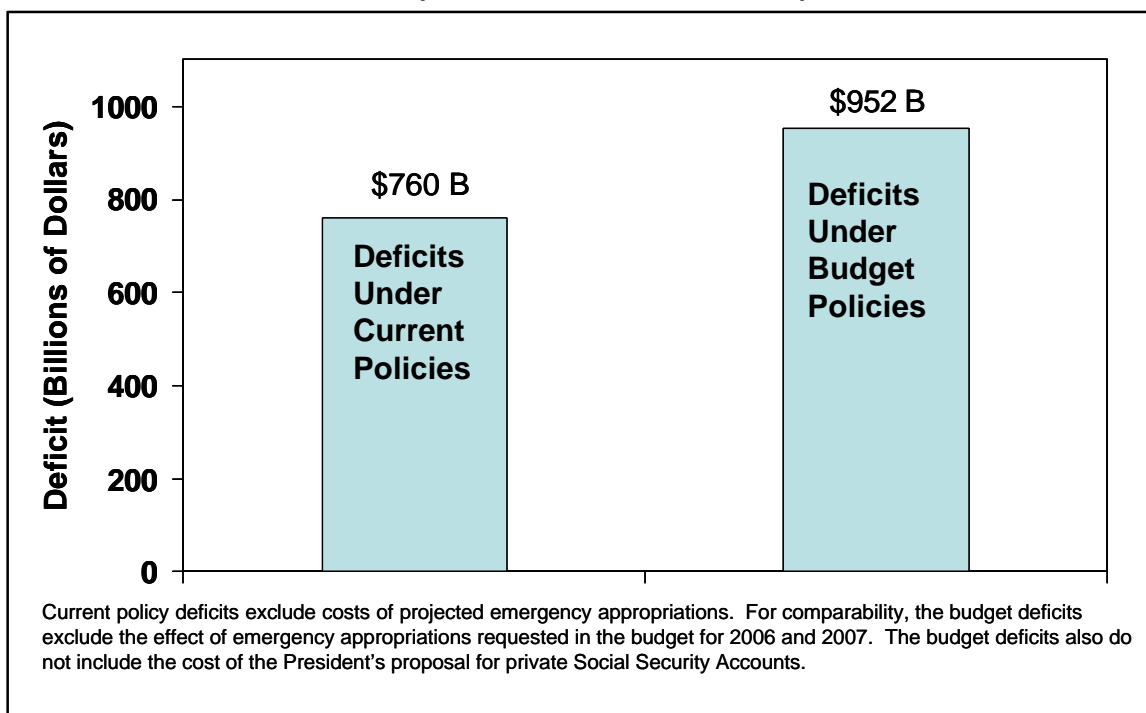 Deficit (Billions of Dollars)
1000
800
600
400
200
0
$760 B
Deficits
Under
Current
Policies
$952 B
Deficits
Under
Budget
Policies
Current policy deficits exclude costs of projected emergency appropriations.  For comparability, the budget deficits
exclude the effect of emergency appropriations requested in the budget for 2006 and 2007.  The budget deficits also do
not include the cost of the President’s proposal for private Social Security Accounts.